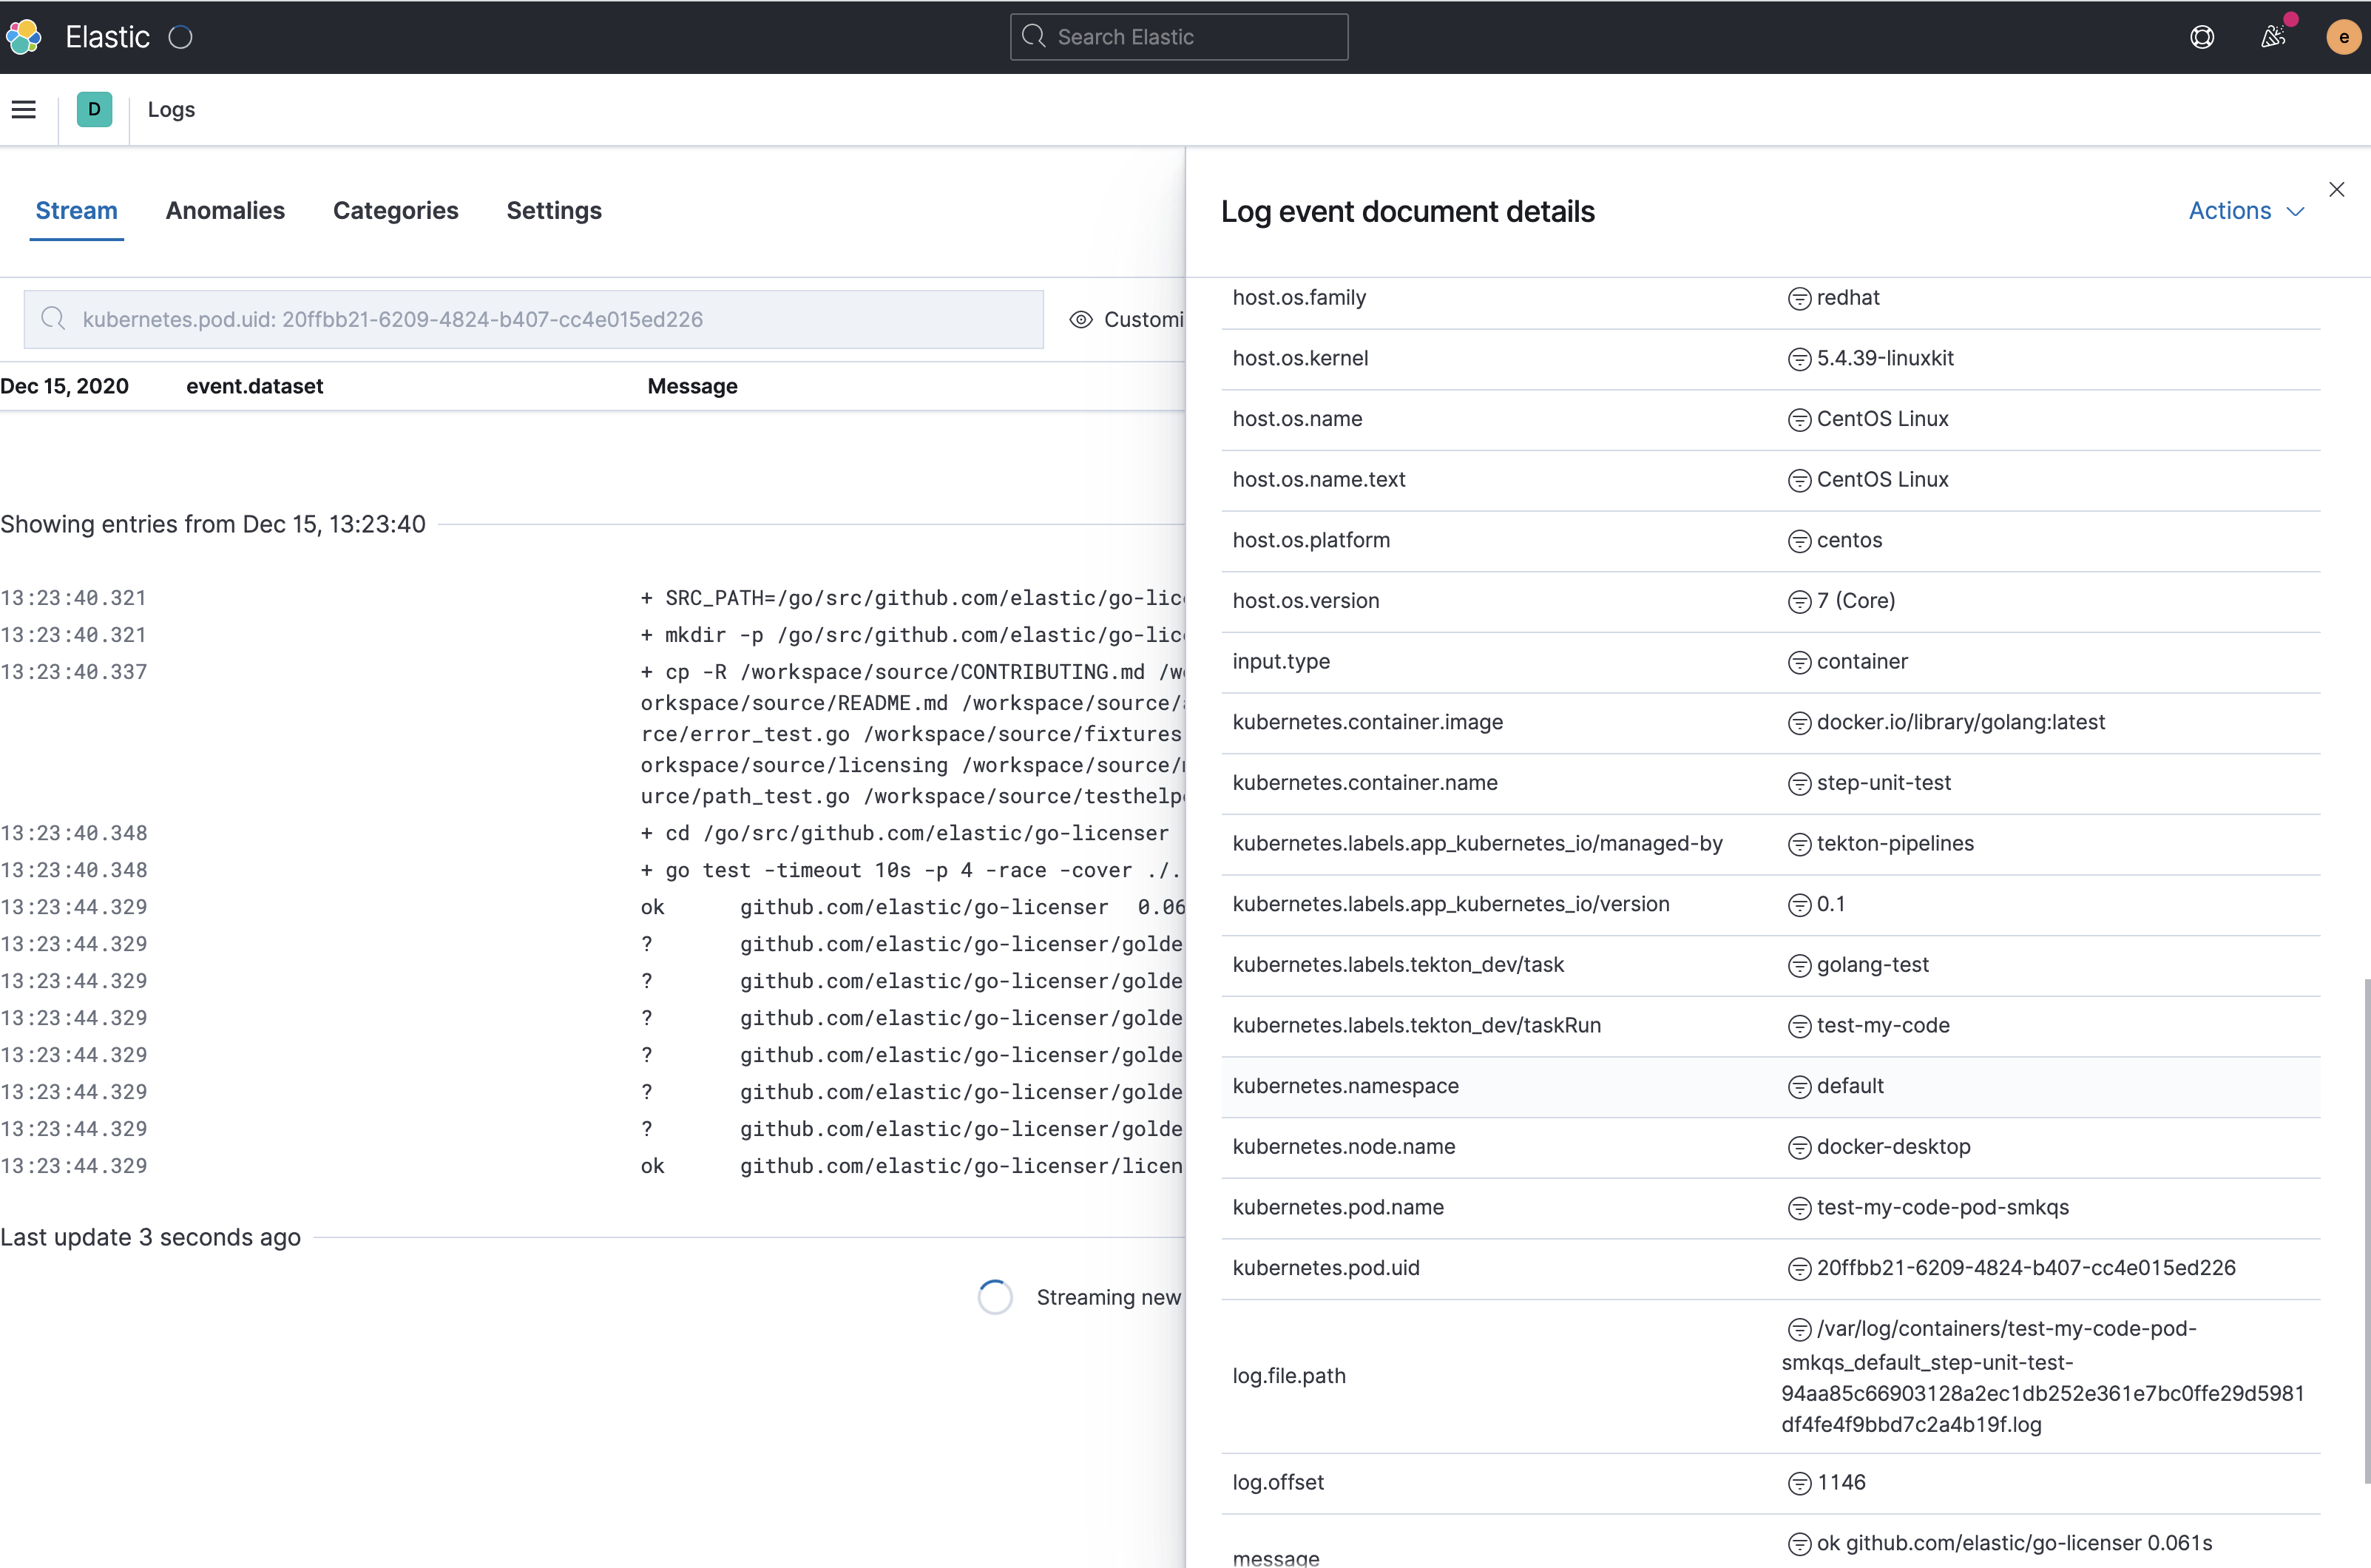 Elastic
Search Elastic
e
D
Logs
Stream
Anomalies
Categories
Settings
kubernetes.pod.uid: 20ffbb21-6209-4824-b407-cc4e015ed226
Customi
Dec 15, 2020
event.dataset
Message
Showing entries from Dec 15, 13:23:40
13:23:40.321 + SRC_PATH=/go/src/github.com/elastic/go-lic
13:23:40.321 + mkdir -p /go/src/github.com/elastic/go-lic
13:23:40.337 + cp -R /workspace/source/CONTRIBUTING.md /w
orkspace/source/README.md /workspace/source/
rce/error_test.go /workspace/source/fixtures
orkspace/source/licensing /workspace/source/
urce/path_test.go /workspace/source/testhelp
13:23:40.348 + cd /go/src/github.com/elastic/go-licenser
13:23:40.348 + go test -timeout 10s -p 4 -race -cover ./.
13:23:44.329 ok github.com/elastic/go-licenser 0.06
13:23:44.329 ? github.com/elastic/go-licenser/golde
13:23:44.329 ? github.com/elastic/go-licenser/golde
13:23:44.329 ? github.com/elastic/go-licenser/golde
13:23:44.329 ? github.com/elastic/go-licenser/golde
13:23:44.329 ? github.com/elastic/go-licenser/golde
13:23:44.329 ? github.com/elastic/go-licenser/golde
13:23:44.329 ok github.com/elastic/go-licenser/licen
Last update 3 seconds ago
Streaming new
Log event document details
Actions
host.os.family redhat
host.os.kernel 5.4.39-linuxkit
host.os.name CentOS Linux
host.os.name.text CentOS Linux
host.os.platform centos
host.os.version 7 (Core)
input.type container
kubernetes.container.image docker.io/library/golang:latest
kubernetes.container.name step-unit-test
kubernetes.labels.app_kubernetes_io/managed-by tekton-pipelines
kubernetes.labels.app_kubernetes_io/version 0.1
kubernetes.labels.tekton_dev/task golang-test
kubernetes.labels.tekton_dev/taskRun test-my-code
kubernetes.namespace default
kubernetes.node.name docker-desktop
kubernetes.pod.name test-my-code-pod-smkqs
kubernetes.pod.uid 20ffbb21-6209-4824-b407-cc4e015ed226
log.file.path
/var/log/containers/test-my-code-pod-
smkqs_default_step-unit-test-
94aa85c66903128a2ec1db252e361e7bc0ffe29d5981
df4fe4f9bbd7c2a4b19f.log
log.offset 1146
message
ok github.com/elastic/go-licenser 0.061s